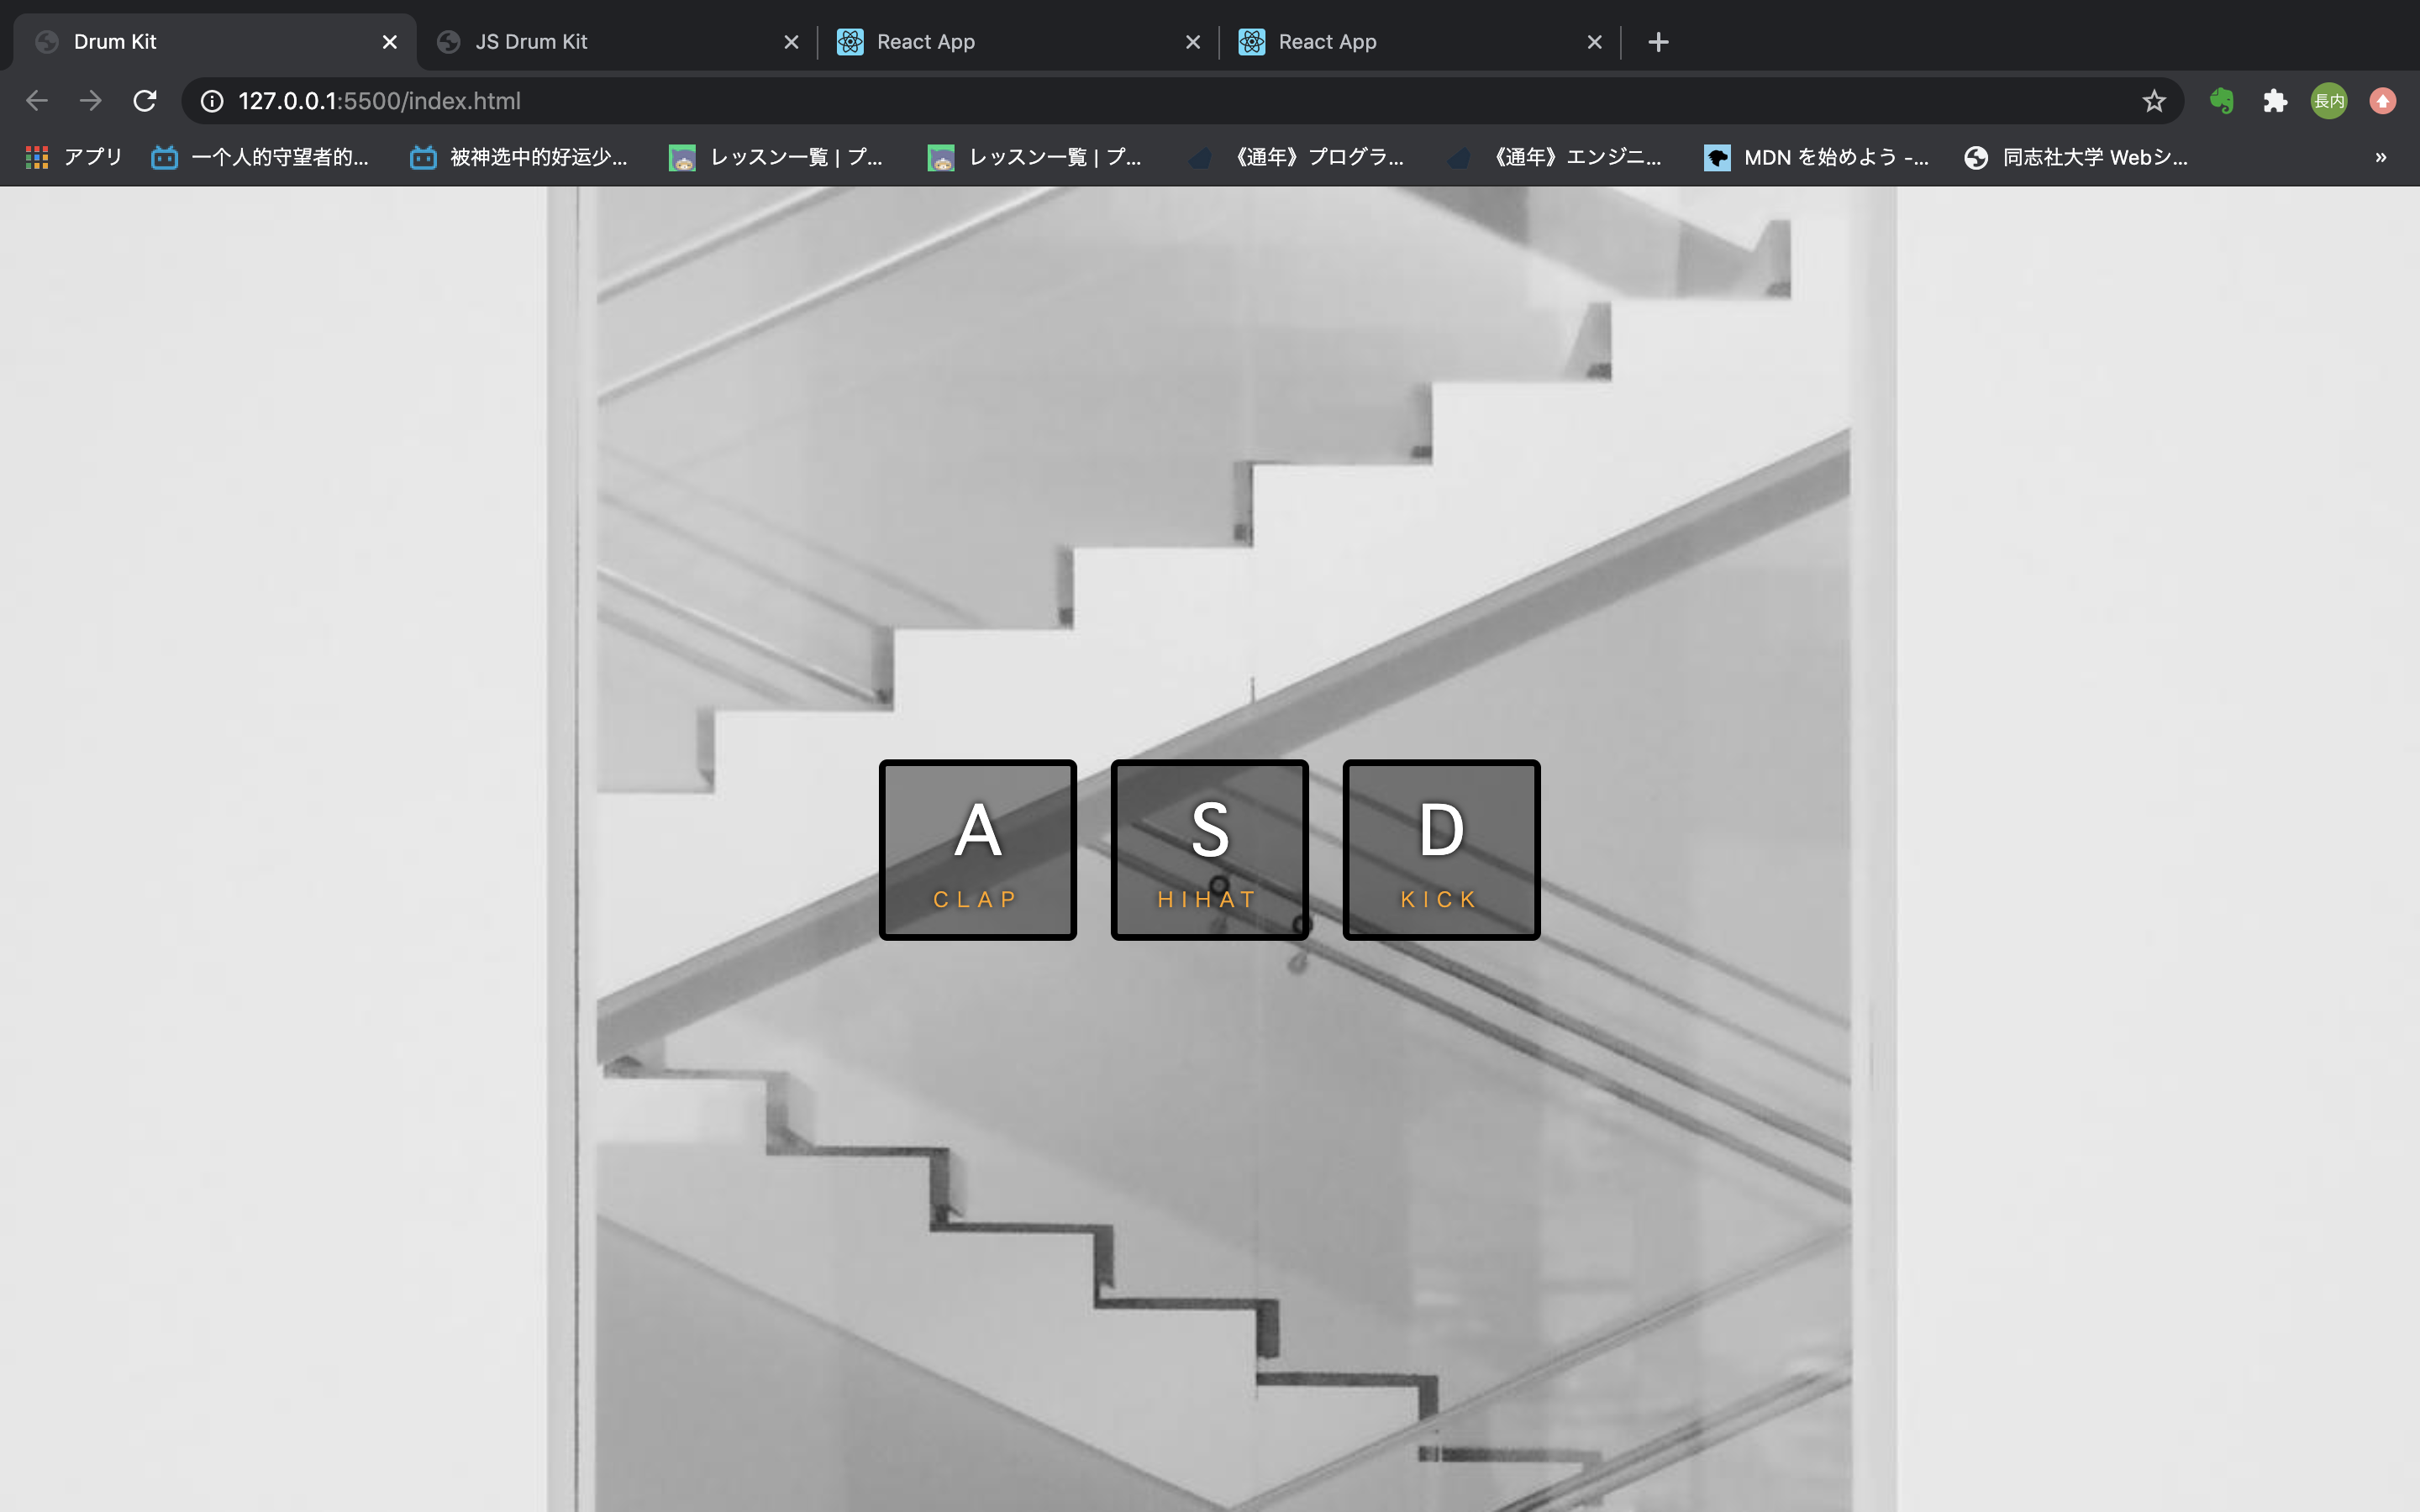 Drum Kit
JS Drum Kit
React App
React App
127.0.0.1:5500/index.html
長内
アプリ
一个人的守望者的...
被神选中的好运少...
レッスン一覧 | プ...
レッスン一覧 | プ...
《通年》プログラ...
《通年》エンジニ...
MDN を始めよう -...
同志社大学 Webシ...
»
A
CLAP
S
HIHAT
D
KICK